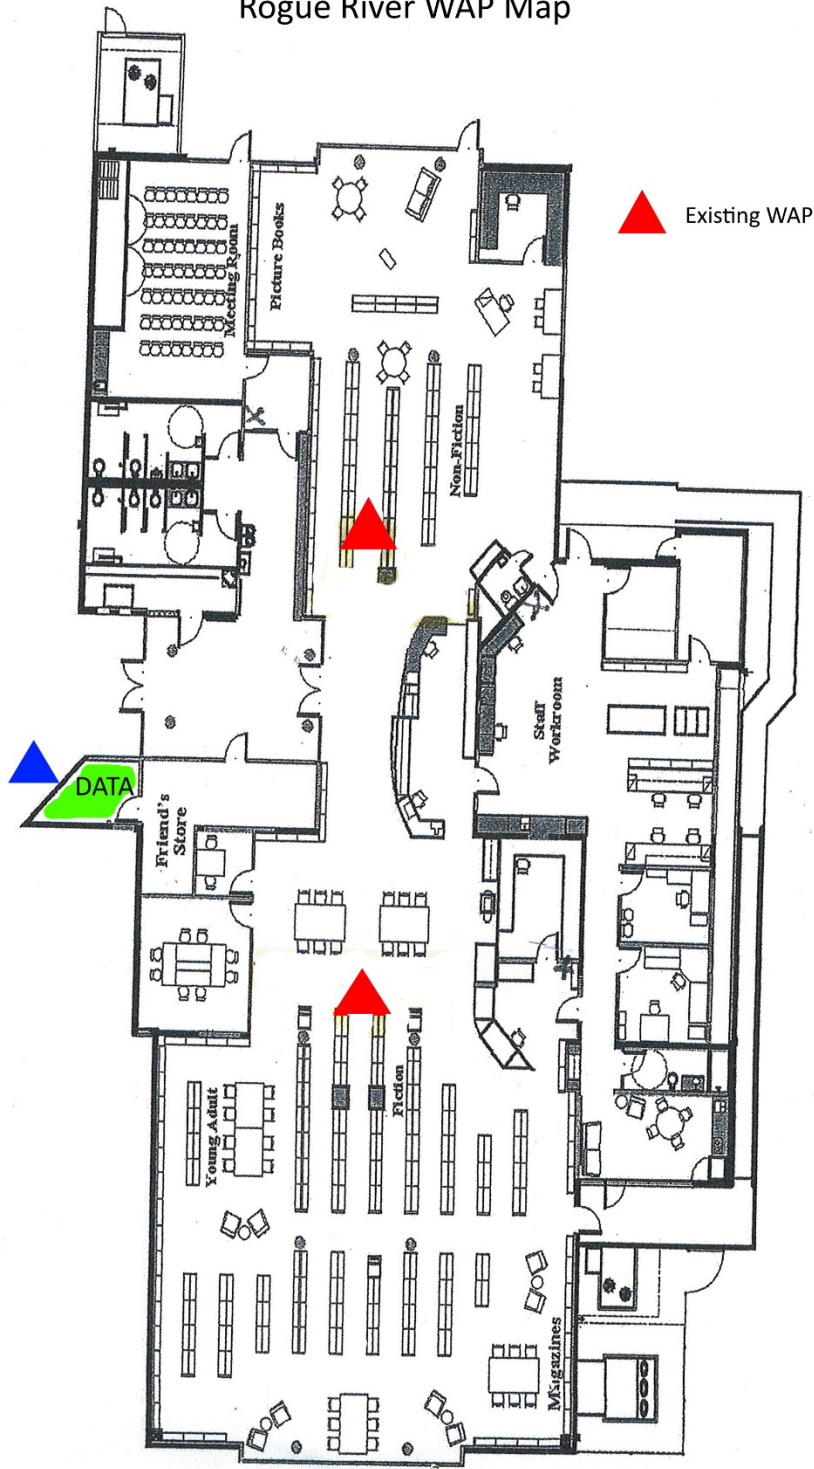 Rogue River WAP Map
Existing WAP
Meeting Room
Picture Books
Non-Fiction
Staff
Workroom
DATA
Friend's
Store
Young Adult
Fiction
Magazines